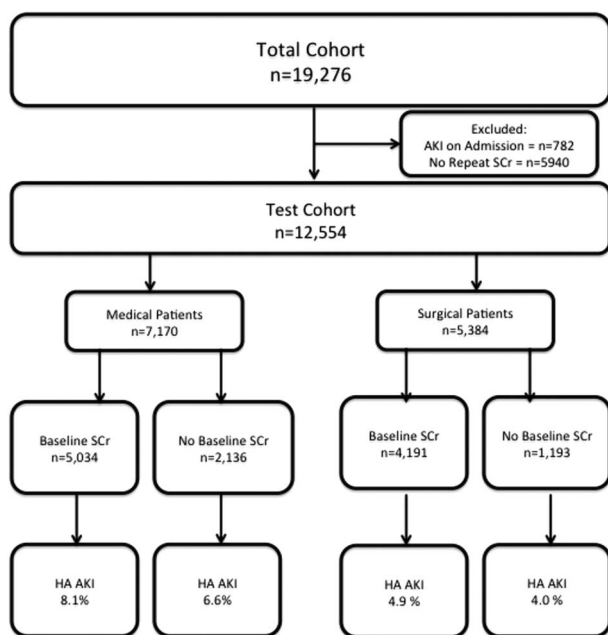 Total Cohort
n=19,276
Excluded:
AKI on Admission = n=782
No Repeat SCr = n=5940
Test Cohort
n=12,554
Medical Patients
n=7,170
Surgical Patients
n=5,384
Baseline SCr
n=5,034
No Baseline SCr
n=2,136
Baseline SCr
n=4,191
No Baseline SCr
n=1,193
HA AKI
8.1%
HA AKI
6.6%
HA AKI
4.9 %
HA AKI
4.0 %